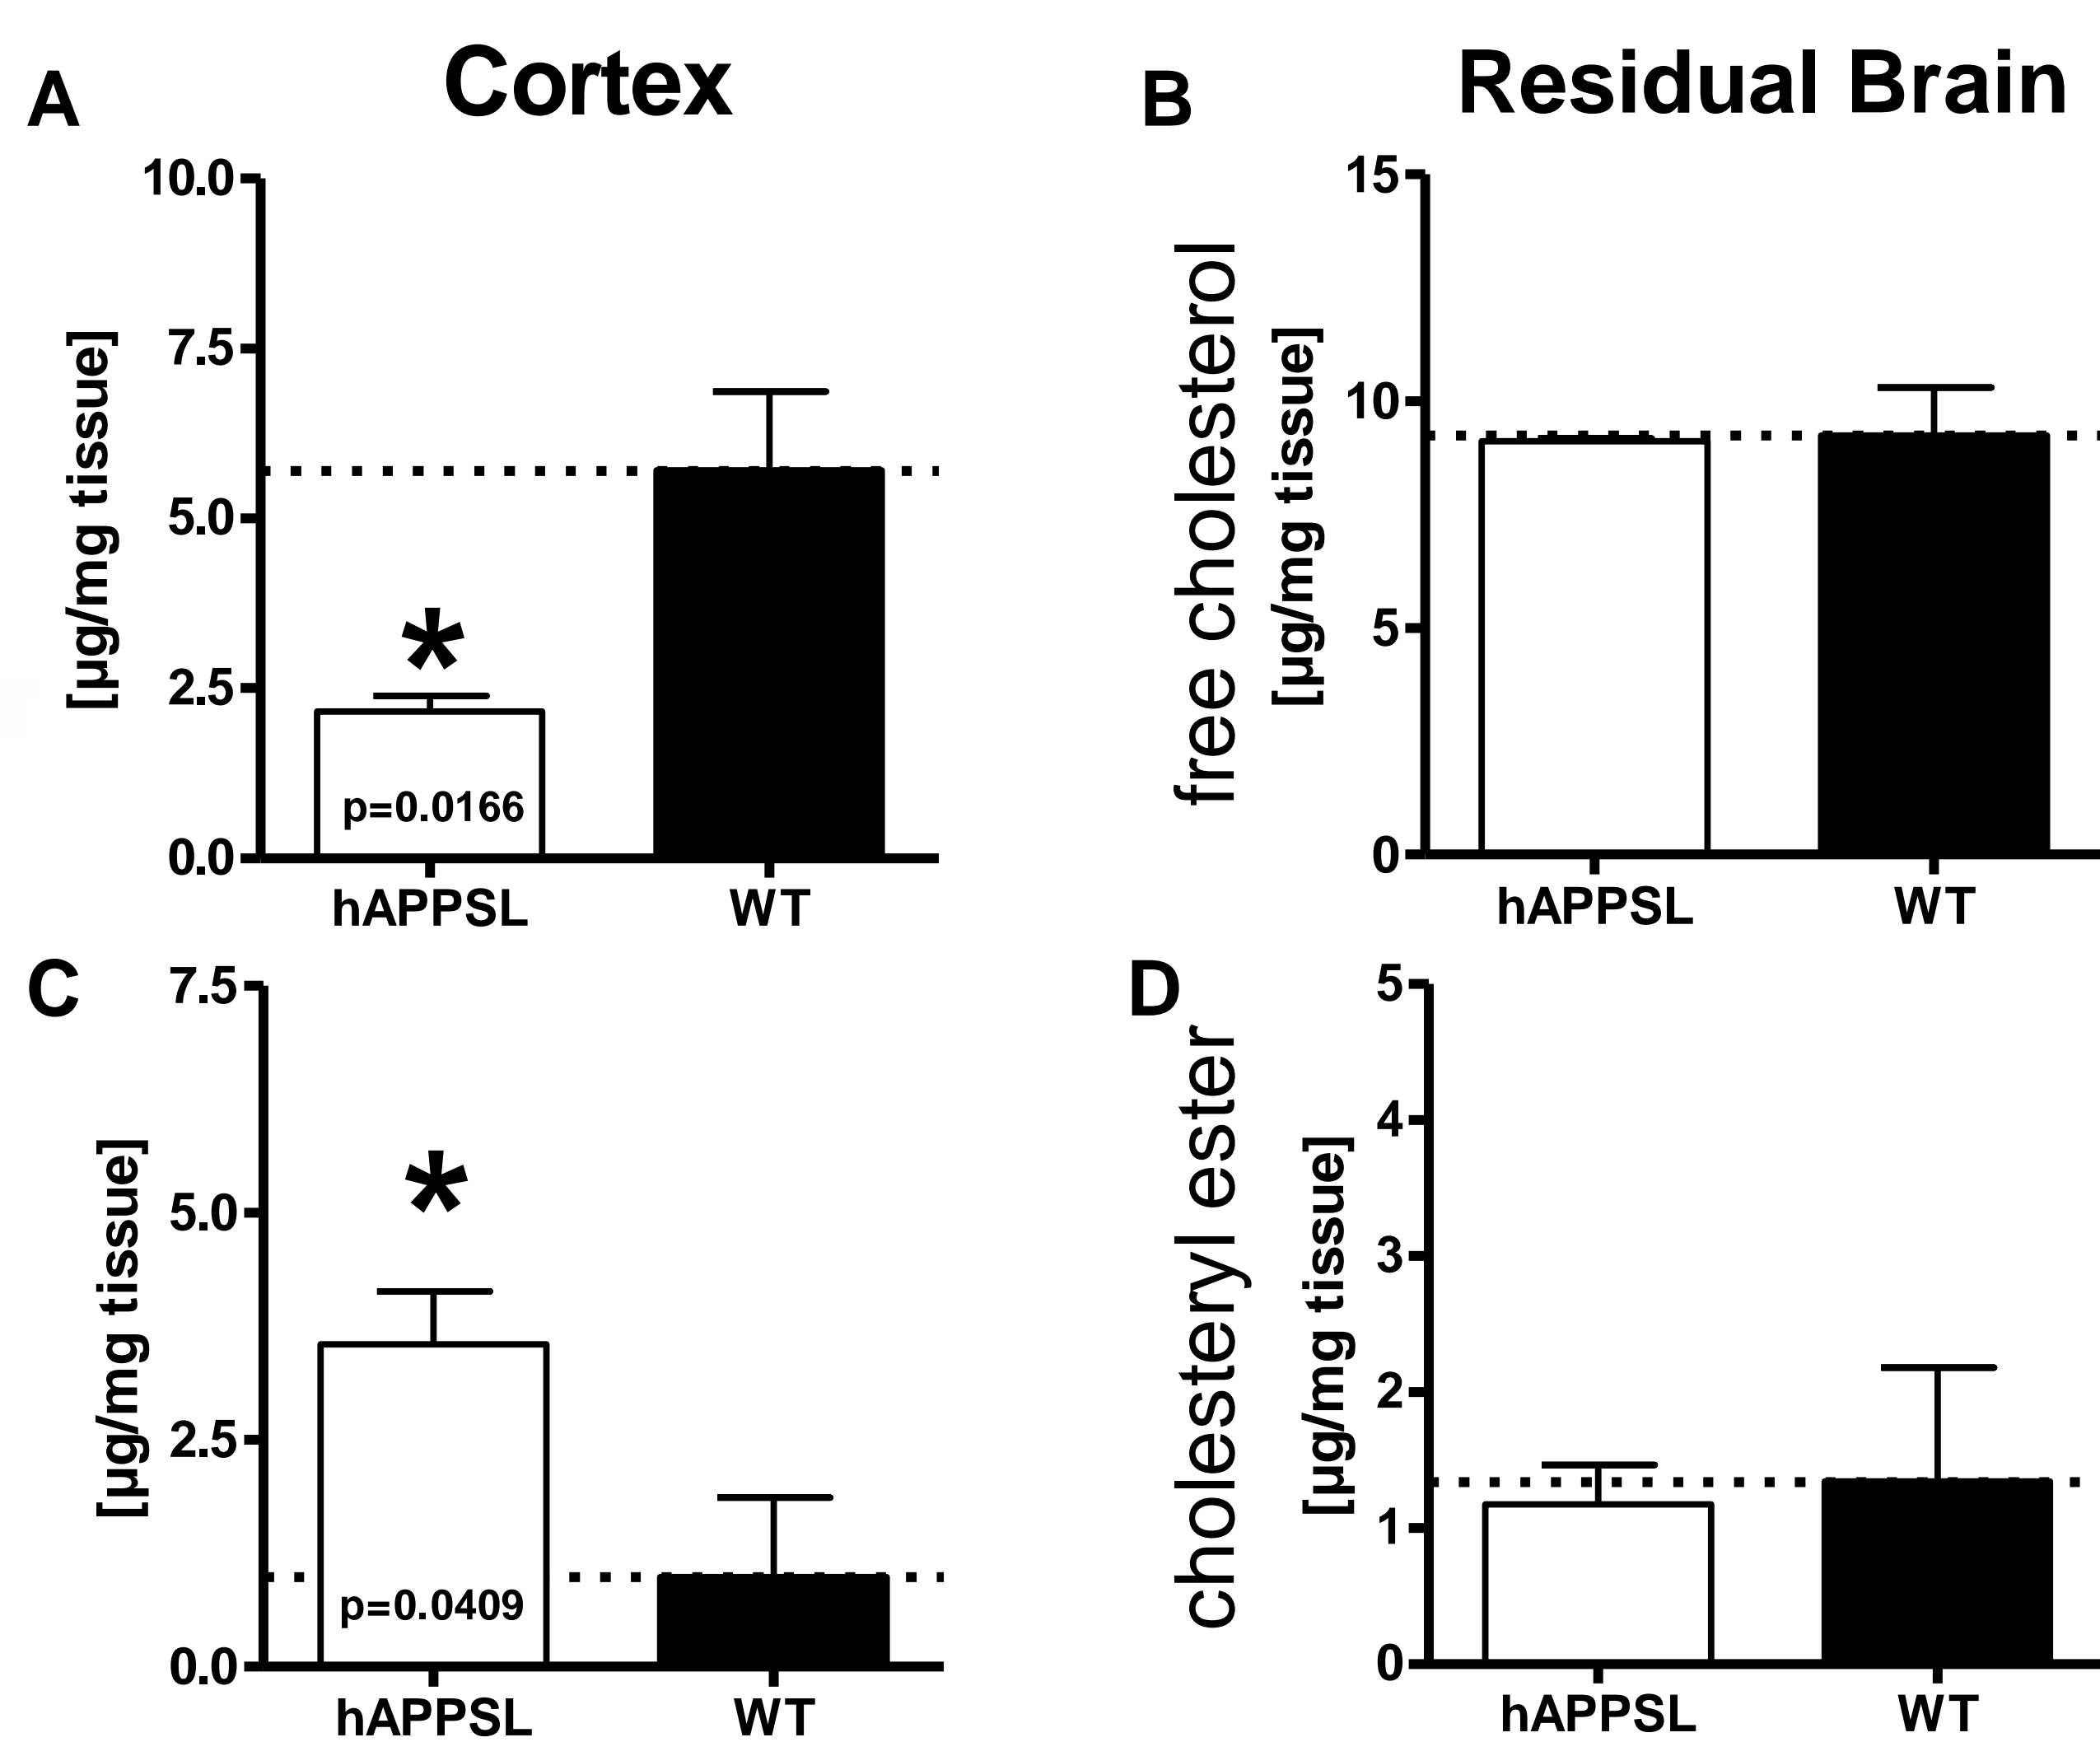 A
Cortex
10.0
7.5
5.0
2.5
0.0
[µg/mg tissue]
*
p=0.0166
hAPPSL
WT
B
Residual Brain
free cholesterol
[µg/mg tissue]
15
10
5
0
hAPPSL
WT
C
7.5
5.0
2.5
0.0
[µg/mg tissue]
*
p=0.0409
hAPPSL
WT
D
cholesteryl ester
[µg/mg tissue]
5
4
3
2
1
0
hAPPSL
WT